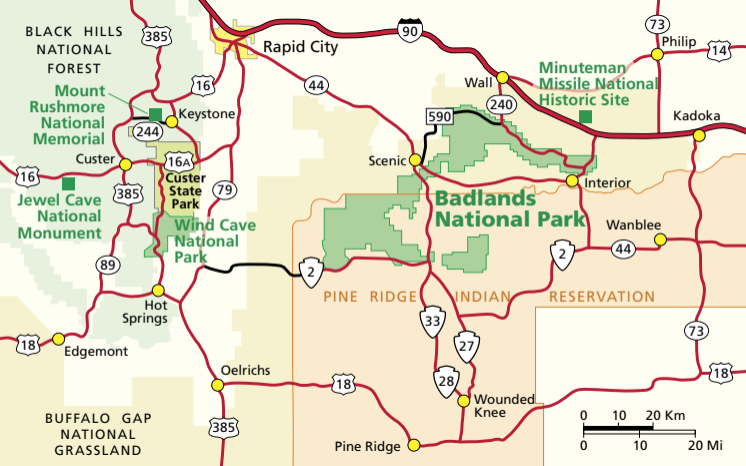 BLACK HILLS
NATIONAL
FOREST
385
Rapid City
90
73
Philip
14
16
44
Wall
Minuteman
Missile National
Historic Site
Mount
Rushmore
National
Memorial
Keystone
244
240
590
Kadoka
Custer
16A
Scenic
16
Custer
State
Park
Interior
Jewel Cave
National
Monument
385
79
Badlands
National Park
Wind Cave
National
Park
Wanblee
44
89
2
2
PINE RIDGE INDIAN RESERVATION
Hot
Springs
33
73
18
Edgemont
27
Oelrichs
18
28
18
Wounded
Knee
BUFFALO GAP
NATIONAL
GRASSLAND
385
Pine Ridge
0 10 20 Km
0 10 20 Mi